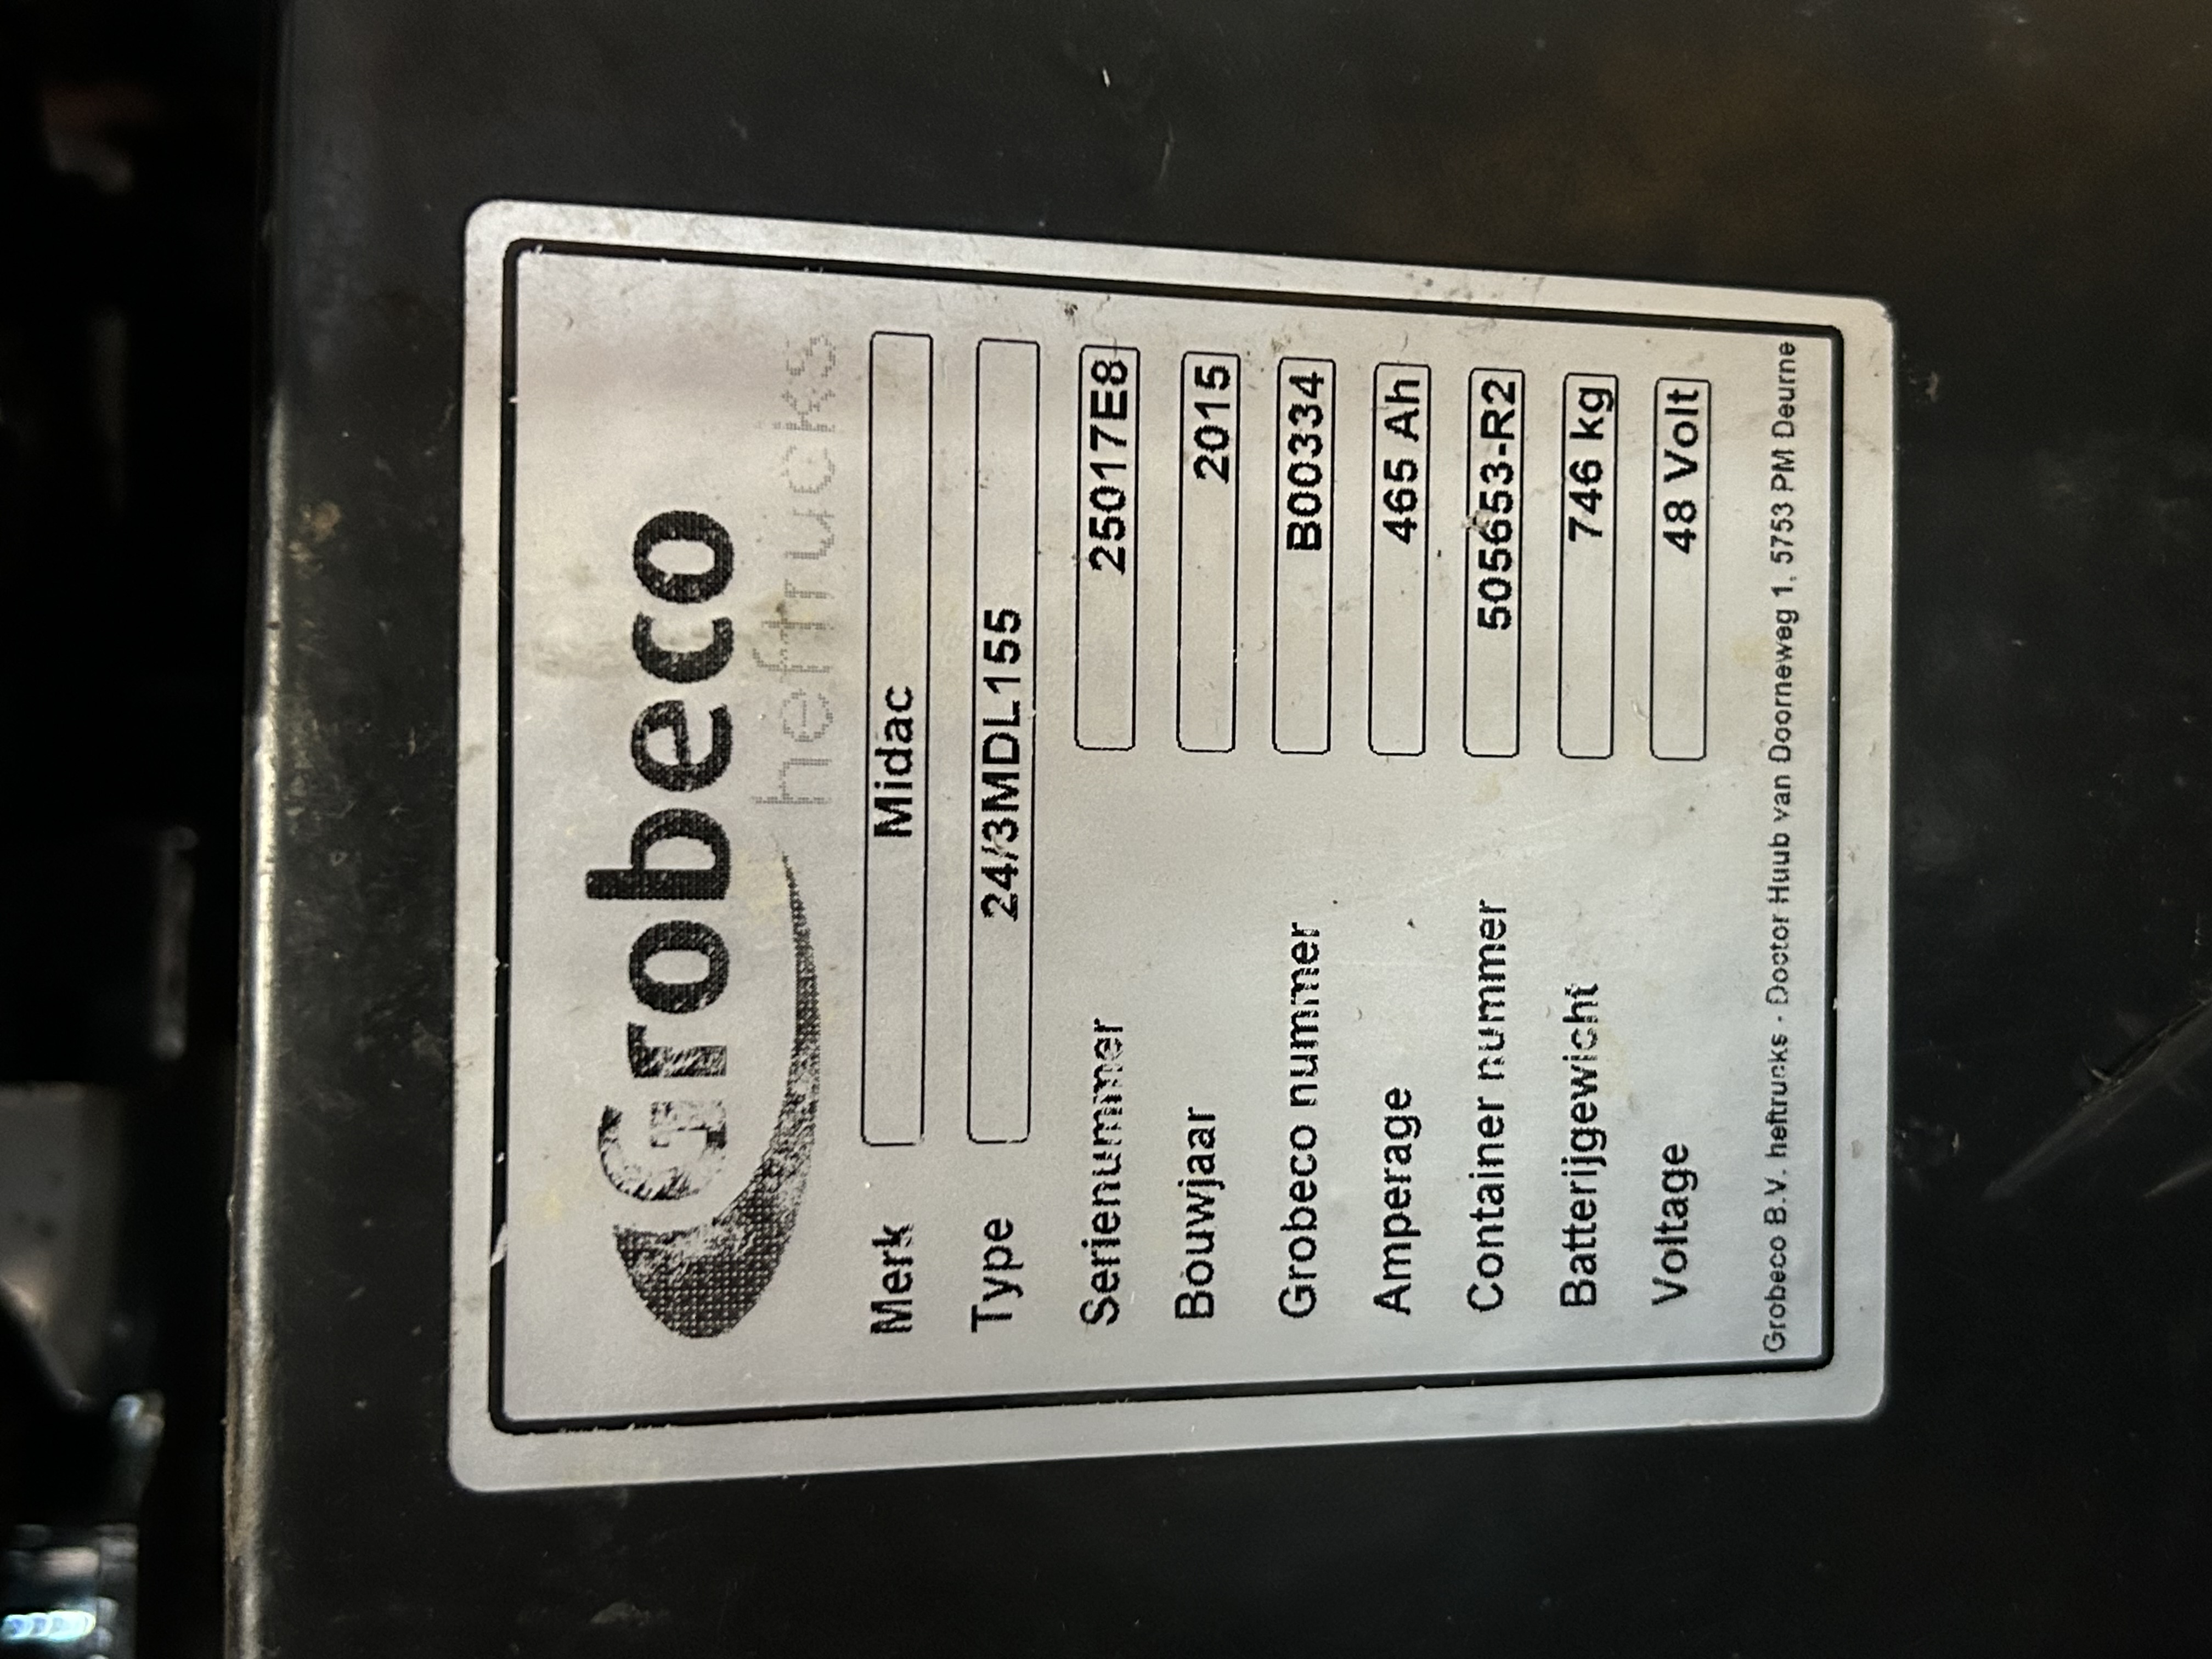 Grobeco
heftrucks
Merk Midac
Type 24/3MDL155
Serienummer 25017E8
Bouwjaar 2015
Grobeco nummer B00334
Amperage 465 Ah
Container nummer 505653-R2
Batterijgewicht 746 kg
Voltage 48 Volt
Grobeco B.V. heftrucks - Doctor Huub van Doorneweg 1, 5753 PM Deurne